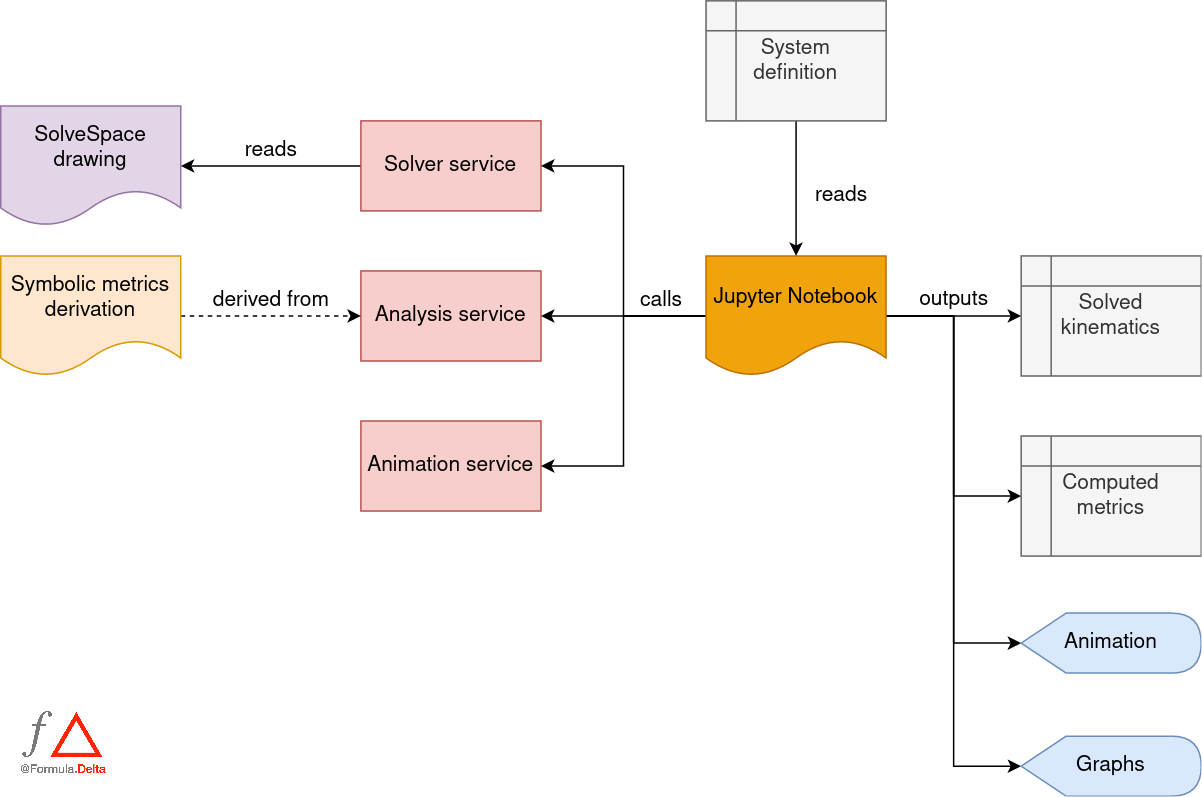 System
definition
SolveSpace
drawing
reads
Solver service
reads
Symbolic metrics
derivation
derived from
Analysis service
calls
Jupyter Notebook
outputs
Solved
kinematics
Animation service
Computed
metrics
Animation
Graphs
f
@Formula.Delta